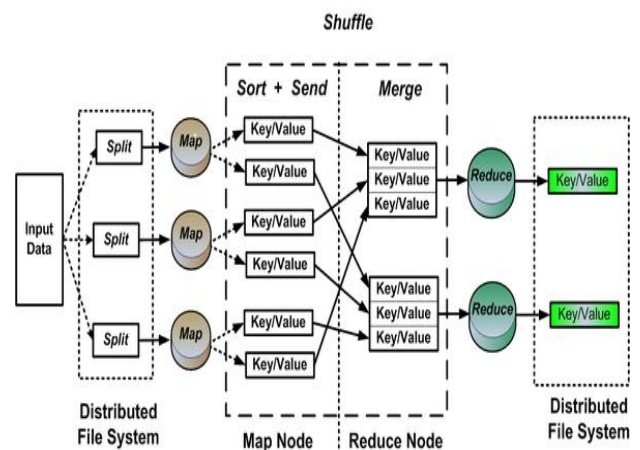 Shuffle
Sort + Send
Merge
Input
Data
Split
Split
Split
Map
Map
Map
Key/Value
Key/Value
Key/Value
Key/Value
Key/Value
Key/Value
Key/Value
Key/Value
Key/Value
Key/Value
Key/Value
Key/Value
Reduce
Reduce
Key/Value
Key/Value
Distributed
File System
Map Node
Reduce Node
Distributed
File System